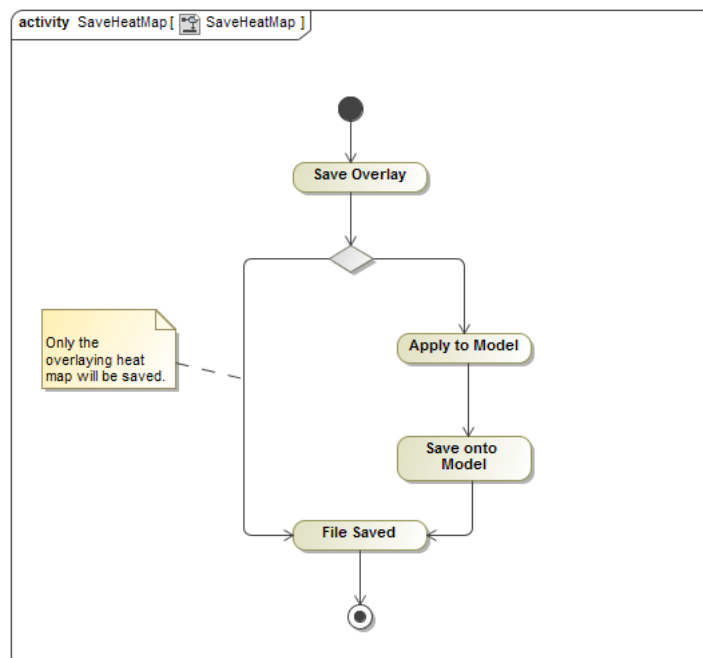 activity SaveHeatMap [ SaveHeatMap ]
Save Overlay
Only the
overlaying heat
map will be saved.
Apply to Model
Save onto
Model
File Saved